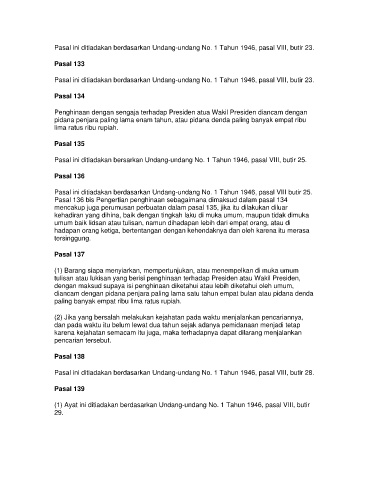 Pasal ini ditiadakan berdasarkan Undang-undang No. 1 Tahun 1946, pasal VIII, butir 23.
Pasal 133
Pasal ini ditiadakan berdasarkan Undang-undang No. 1 Tahun 1946, pasal VIII, butir 23.
Pasal 134
Penghinaan dengan sengaja terhadap Presiden atua Wakil Presiden diancam dengan
pidana penjara paling lama enam tahun, atau pidana denda paling banyak empat ribu
lima ratus ribu rupiah.
Pasal 135
Pasal ini ditiadakan bersarkan Undang-undang No. 1 Tahun 1946, pasal VIII, butir 25.
Pasal 136
Pasal ini ditiadakan berdasarkan Undang-undang No. 1 Tahun 1946, pasal VIII butir 25.
Pasal 136 bis Pengertian penghinaan sebagaimana dimaksud dalam pasal 134
mencakup juga perumusan perbuatan dalam pasal 135, jika itu dilakukan diluar
kehadiran yang dihina, baik dengan tingkah laku di muka umum, maupun tidak dimuka
umum baik lidsan atau tulisan, namun dihadapan lebih dari empat orang, atau di
hadapan orang ketiga, bertentangan dengan kehendaknya dan oleh karena itu merasa
tersinggung.
Pasal 137
(1) Barang siapa menyiarkan, mempertunjukan, atau menempelkan di muka umum
tulisan atau lukisan yang berisi penghinaan terhadap Presiden atau Wakil Presiden,
dengan maksud supaya isi penghinaan diketahui atau lebih diketahui oleh umum,
diancam dengan pidana penjara paling lama satu tahun empat bulan atau pidana denda
paling banyak empat ribu lima ratus rupiah.
(2) Jika yang bersalah melakukan kejahatan pada waktu menjalankan pencariannya,
dan pada waktu itu belum lewat dua tahun sejak adanya pemidanaan menjadi tetap
karena kejahatan semacam itu juga, maka terhadapnya dapat dilarang menjalankan
pencarian tersebut.
Pasal 138
Pasal ini ditiadakan berdasarkan Undang-undang No. 1 Tahun 1946, pasal VIII, butir 28.
Pasal 139
(1) Ayat ini ditiadakan berdasarkan Undang-undang No. 1 Tahun 1946, pasal VIII, butir
29.